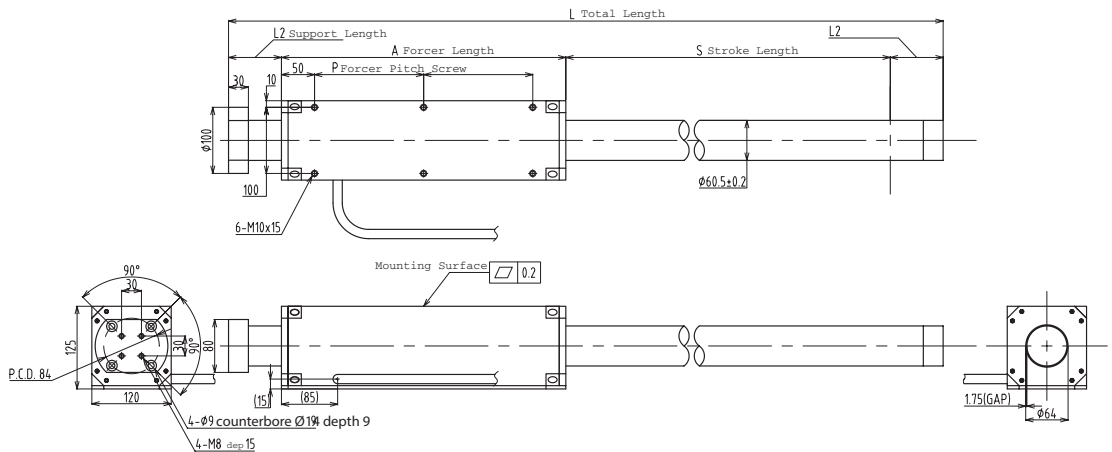 L Total Length
L2 Support Length
A Forcer Length
S Stroke Length
L2
50
P Forcer Pitch Screw
30
10
Φ100
100
Φ60.5±0.2
6-M10x15
Mounting Surface
0.2
90°
30
125
30
90°
80
P.C.D. 84
120
(15)
(85)
4-Φ9 counterbore Ø14 depth 9
4-M8 dep 15
1.75(GAP)
Φ64